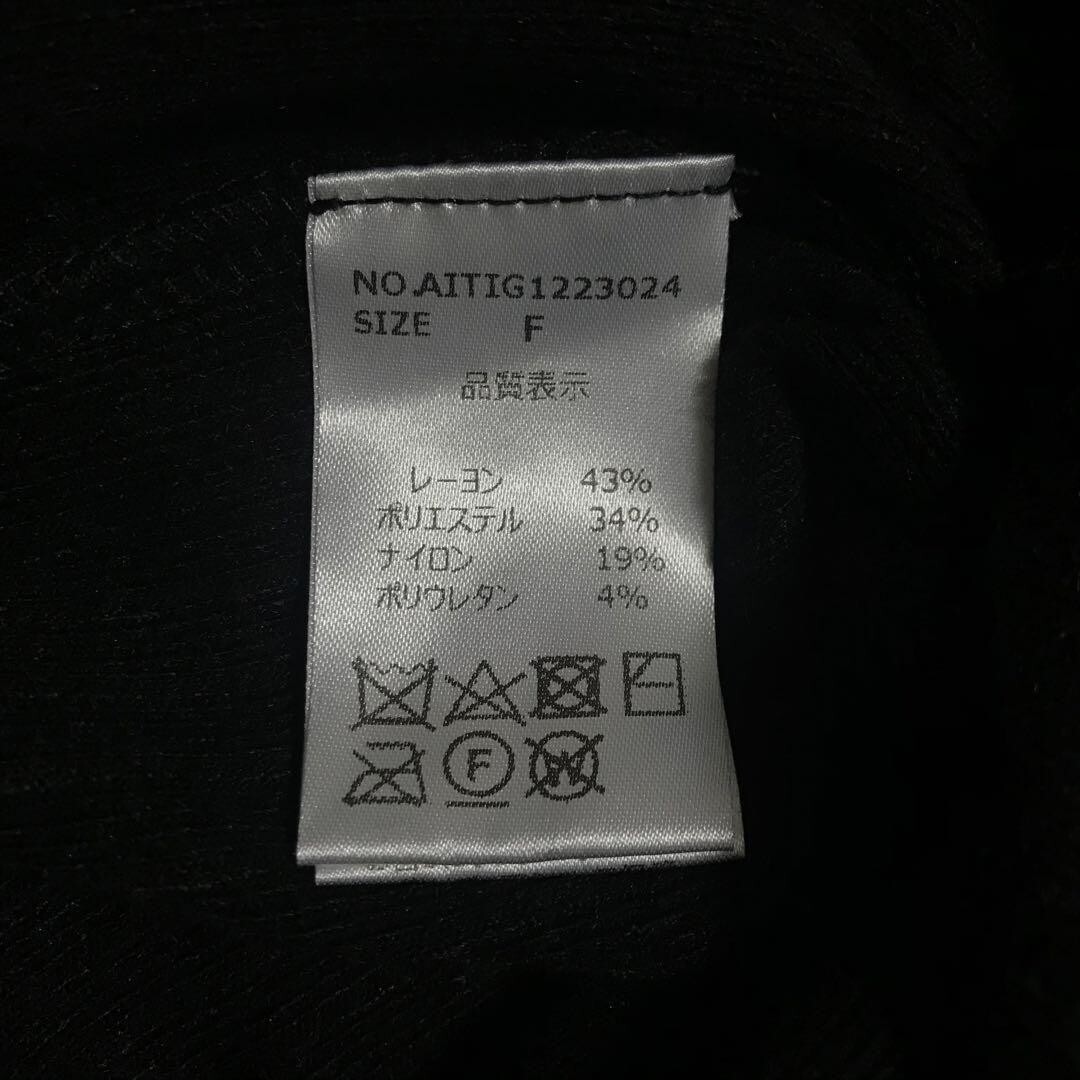 NO.AITIG1223024
SIZE F
品質表示
レーヨン 43%
ポリエステル 34%
ナイロン 19%
ポリウレタン 4%
F
W